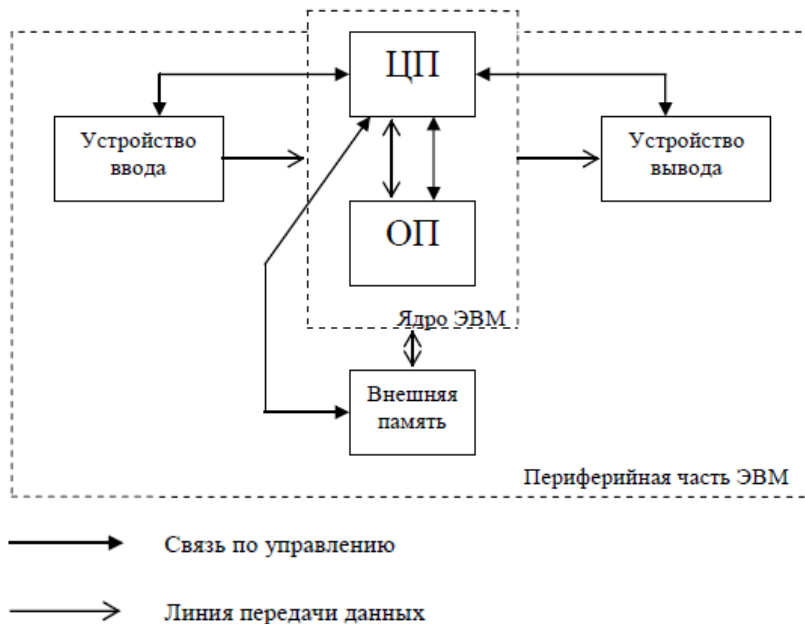 ЦП
Устройство
ввода
Устройство
вывода
ОП
Ядро ЭВМ
Внешняя
память
Периферийная часть ЭВМ
Связь по управлению
Линия передачи данных